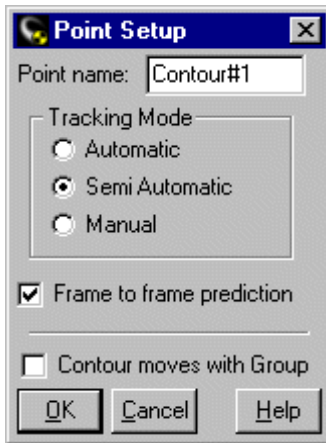 Point Setup
Point name: Contour#1
Tracking Mode
Automatic
Semi Automatic
Manual
Frame to frame prediction
Contour moves with Group
OK Cancel Help